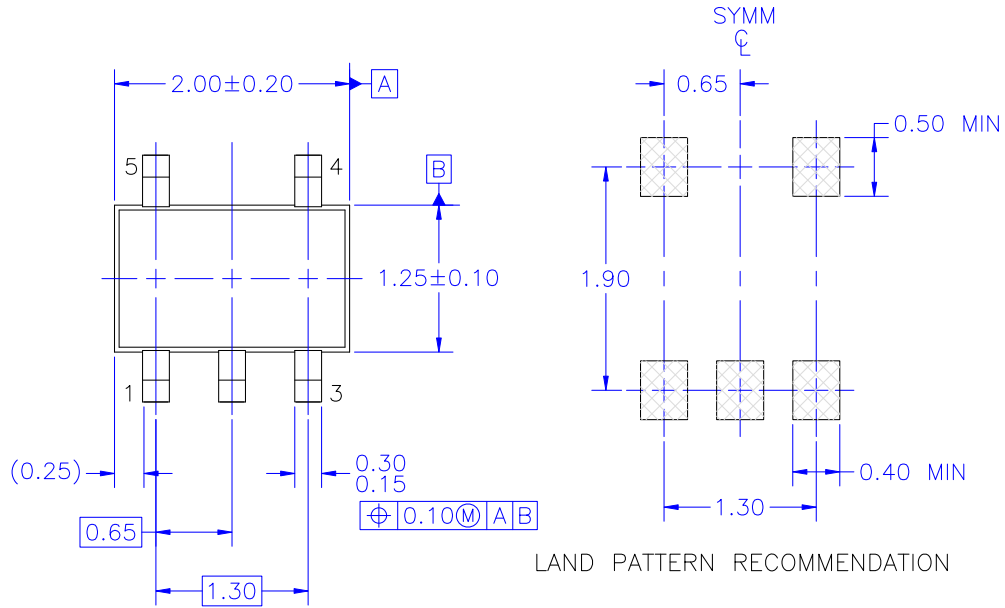 SYMM
℄
2.00±0.20
A
0.65
0.50 MIN
5
4
B
1.25±0.10
1.90
1
3
(0.25)
0.30
0.15
0.40 MIN
⌖ 0.10Ⓜ A B
0.65
1.30
1.30
LAND PATTERN RECOMMENDATION